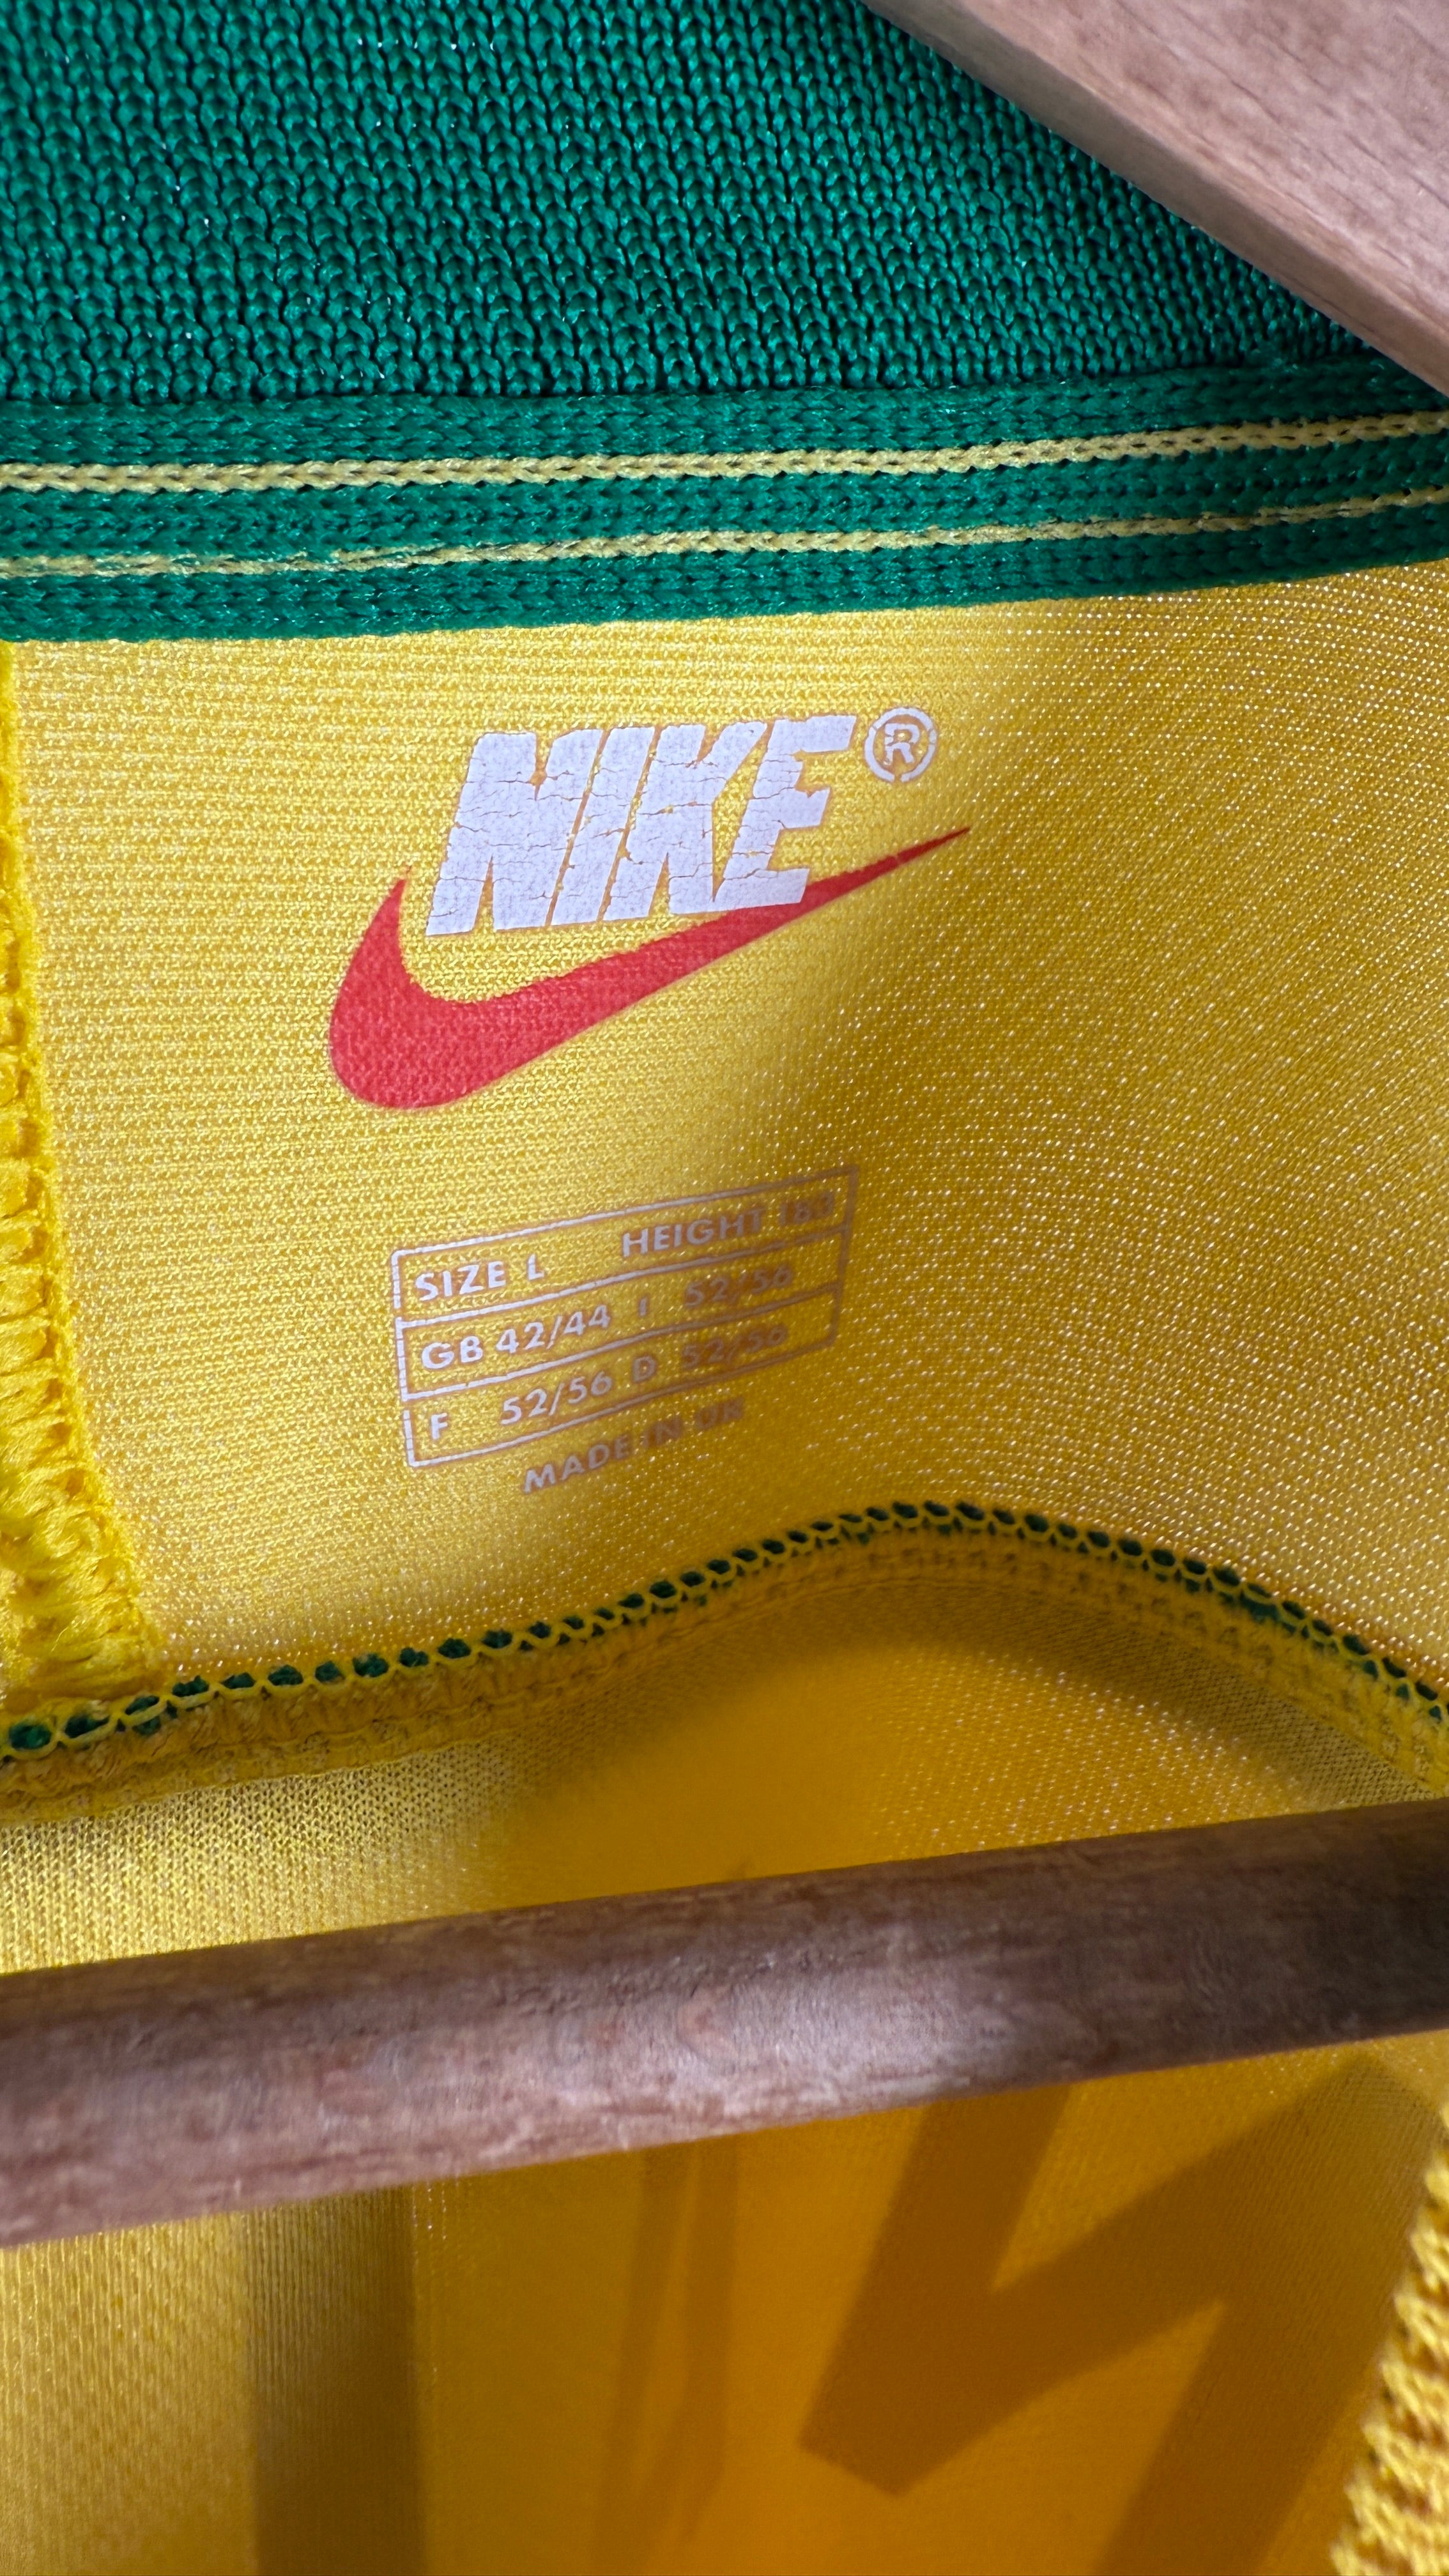 NIKE®
SIZE L HEIGHT 183
GB 42/44 I 52/56
F 52/56 D 52/56
MADE IN UK